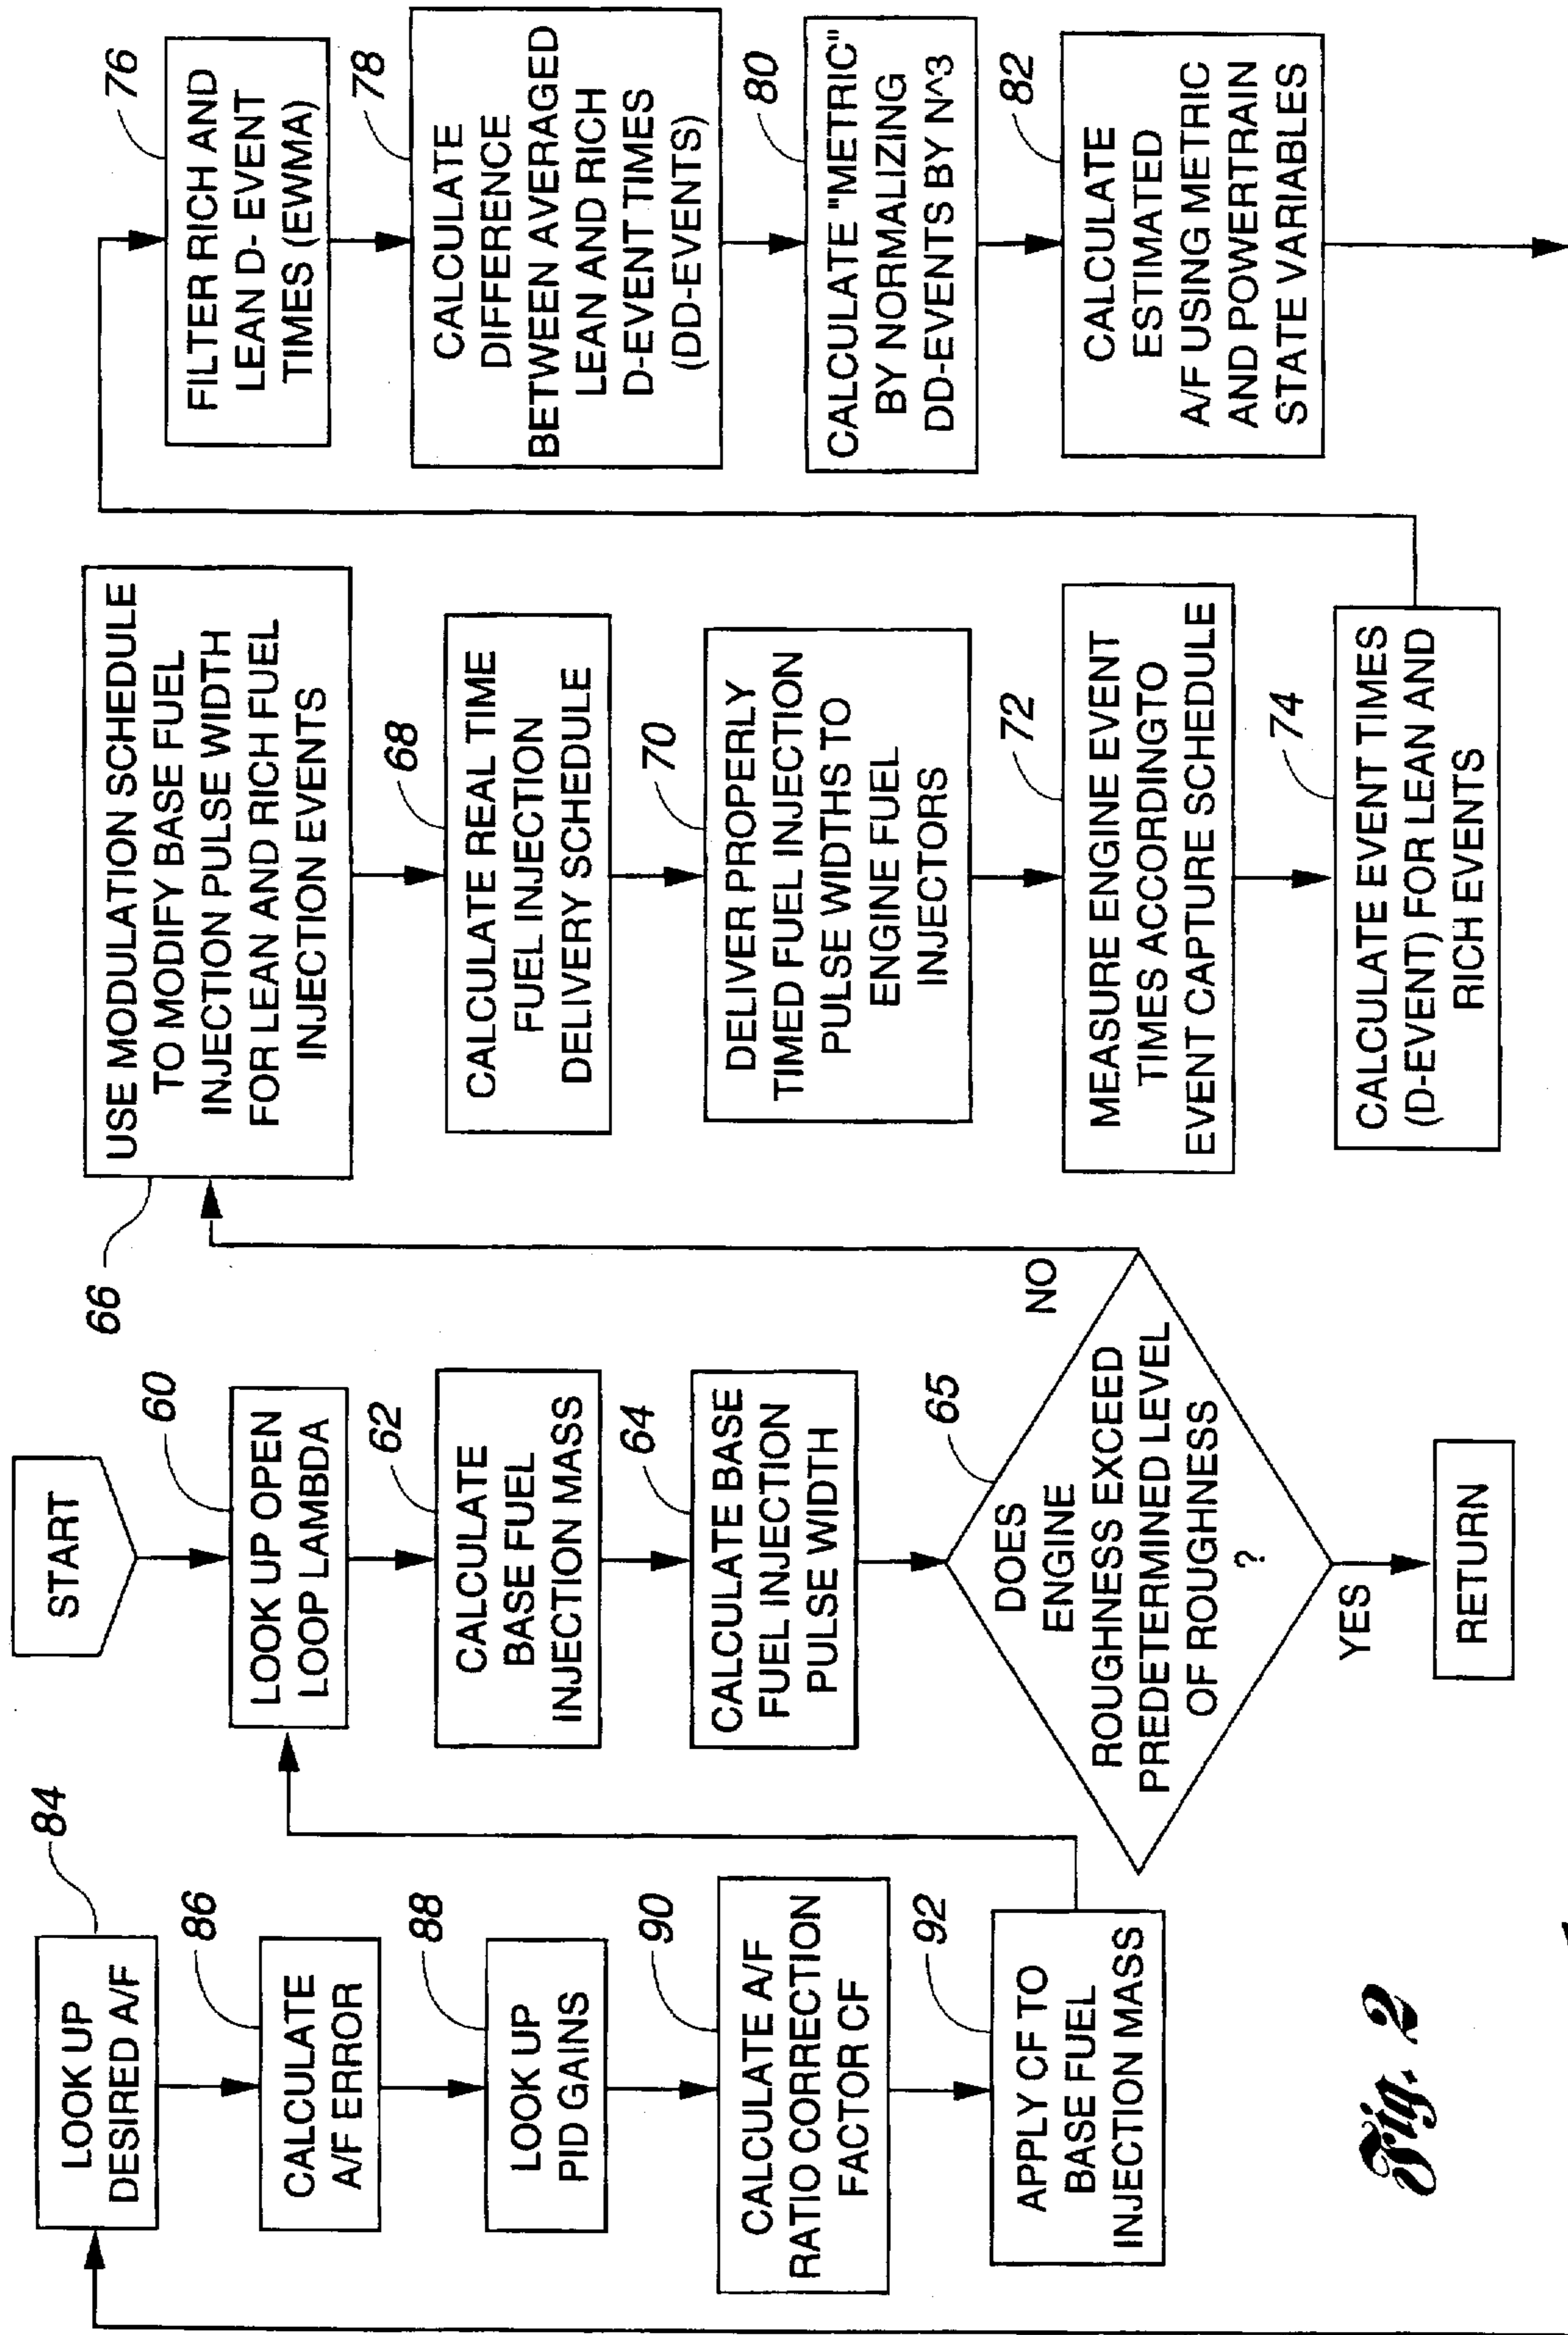 START
60
LOOK UP OPEN
LOOP LAMBDA
62
CALCULATE
BASE FUEL
INJECTION MASS
64
CALCULATE BASE
FUEL INJECTION
PULSE WIDTH
65
DOES
ENGINE
ROUGHNESS EXCEED
PREDETERMINED LEVEL
OF ROUGHNESS
?
NO
YES
RETURN
66
USE MODULATION SCHEDULE
TO MODIFY BASE FUEL
INJECTION PULSE WIDTH
FOR LEAN AND RICH FUEL
INJECTION EVENTS
68
CALCULATE REAL TIME
FUEL INJECTION
DELIVERY SCHEDULE
70
DELIVER PROPERLY
TIMED FUEL INJECTION
PULSE WIDTHS TO
ENGINE FUEL
INJECTORS
72
MEASURE ENGINE EVENT
TIMES ACCORDINGTO
EVENT CAPTURE SCHEDULE
74
CALCULATE EVENT TIMES
(D-EVENT) FOR LEAN AND
RICH EVENTS
76
FILTER RICH AND
LEAN D- EVENT
TIMES (EWMA)
78
CALCULATE
DIFFERENCE
BETWEEN AVERAGED
LEAN AND RICH
D-EVENT TIMES
(DD-EVENTS)
80
CALCULATE "METRIC"
BY NORMALIZING
DD-EVENTS BY N^3
82
CALCULATE
ESTIMATED
A/F USING METRIC
AND POWERTRAIN
STATE VARIABLES
84
LOOK UP
DESIRED A/F
86
CALCULATE
A/F ERROR
88
LOOK UP
PID GAINS
90
CALCULATE A/F
RATIO CORRECTION
FACTOR CF
92
APPLY CF TO
BASE FUEL
INJECTION MASS
Fig. 2